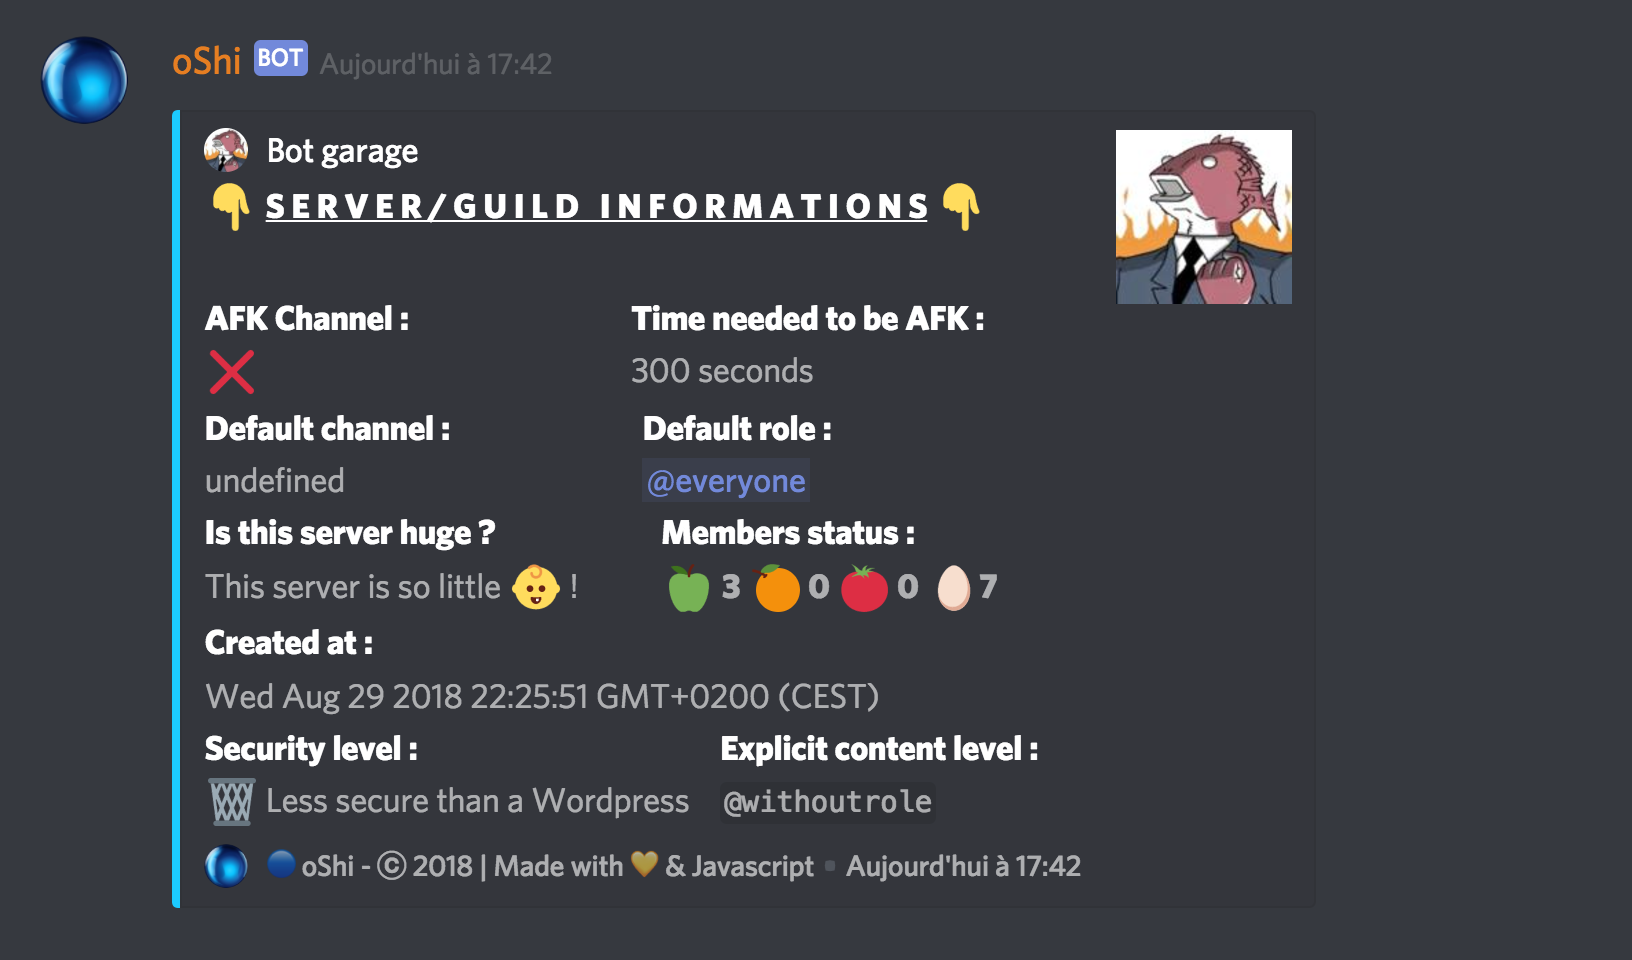 oShi BOT Aujourd'hui à 17:42
Bot garage
👇 SERVER/GUILD INFORMATIONS 👇
AFK Channel : Time needed to be AFK :
❌ 300 seconds
Default channel : Default role :
undefined @everyone
Is this server huge ? Members status :
This server is so little 👶 ! 🍏 3 🍊 0 🍅 0 🥚 7
Created at :
Wed Aug 29 2018 22:25:51 GMT+0200 (CEST)
Security level : Explicit content level :
🗑 Less secure than a Wordpress @withoutrole
🔵 oShi - © 2018 | Made with 💛 & Javascript ▪ Aujourd'hui à 17:42